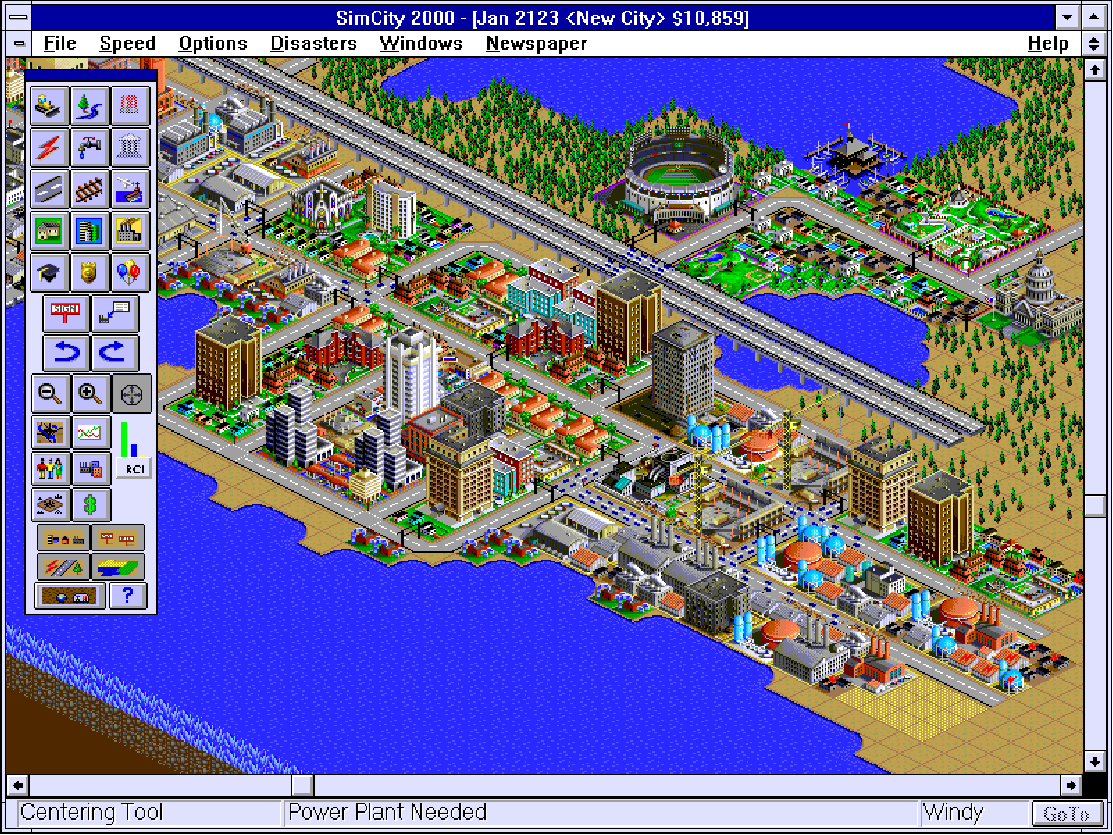 SimCity 2000 - [Jan 2123 <New City> $10,859]
File Speed Options Disasters Windows Newspaper Help
SIGN
RCI
Centering Tool Power Plant Needed Windy GoTo
?